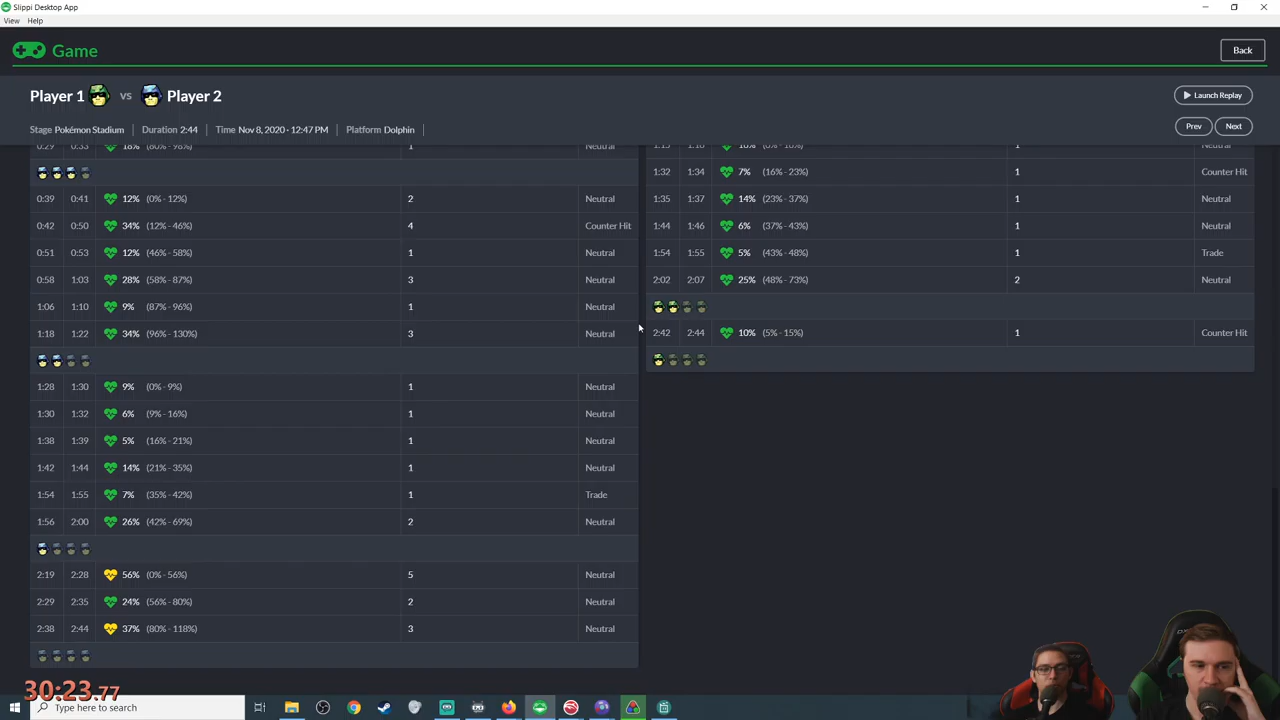 Slippi Desktop App
View Help
Game
Back
Player 1 vs Player 2
Launch Replay
Stage Pokémon Stadium Duration 2:44 Time Nov 8, 2020 · 12:47 PM Platform Dolphin
Prev Next
0:29 0:33 18% (80% - 98%) 1 Neutral
0:39 0:41 12% (0% - 12%) 2 Neutral
0:42 0:50 34% (12% - 46%) 4 Counter Hit
0:51 0:53 12% (46% - 58%) 1 Neutral
0:58 1:03 28% (58% - 87%) 3 Neutral
1:06 1:10 9% (87% - 96%) 1 Neutral
1:18 1:22 34% (96% - 130%) 3 Neutral
1:28 1:30 9% (0% - 9%) 1 Neutral
1:30 1:32 6% (9% - 16%) 1 Neutral
1:38 1:39 5% (16% - 21%) 1 Neutral
1:42 1:44 14% (21% - 35%) 1 Neutral
1:54 1:55 7% (35% - 42%) 1 Trade
1:56 2:00 26% (42% - 69%) 2 Neutral
2:19 2:28 56% (0% - 56%) 5 Neutral
2:29 2:35 24% (56% - 80%) 2 Neutral
2:38 2:44 37% (80% - 118%) 3 Neutral
1 Neutral
1:32 1:34 7% (16% - 23%) 1 Counter Hit
1:35 1:37 14% (23% - 37%) 1 Neutral
1:44 1:46 6% (37% - 43%) 1 Neutral
1:54 1:55 5% (43% - 48%) 1 Trade
2:02 2:07 25% (48% - 73%) 2 Neutral
2:42 2:44 10% (5% - 15%) 1 Counter Hit
30:23.77
Type here to search